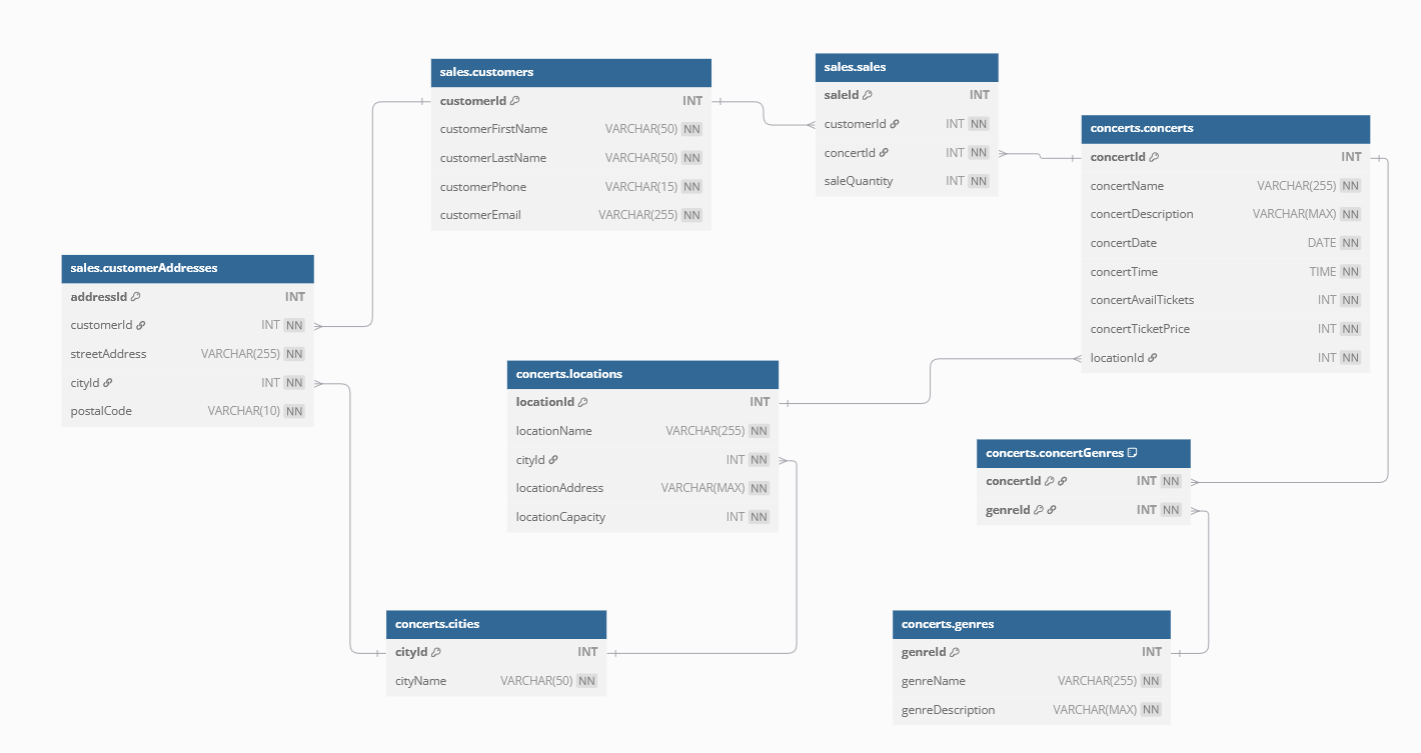 sales.customers
customerId INT
customerFirstName VARCHAR(50) NN
customerLastName VARCHAR(50) NN
customerPhone VARCHAR(15) NN
customerEmail VARCHAR(255) NN
sales.sales
saleId INT
customerId INT NN
concertId INT NN
saleQuantity INT NN
concerts.concerts
concertId INT
concertName VARCHAR(255) NN
concertDescription VARCHAR(MAX) NN
concertDate DATE NN
concertTime TIME NN
concertAvailTickets INT NN
concertTicketPrice INT NN
locationId INT NN
sales.customerAddresses
addressId INT
customerId INT NN
streetAddress VARCHAR(255) NN
cityId INT NN
postalCode VARCHAR(10) NN
concerts.locations
locationId INT
locationName VARCHAR(255) NN
cityId INT NN
locationAddress VARCHAR(MAX) NN
locationCapacity INT NN
concerts.concertGenres
concertId INT NN
genreId INT NN
concerts.cities
cityId INT
cityName VARCHAR(50) NN
concerts.genres
genreId INT
genreName VARCHAR(255) NN
genreDescription VARCHAR(MAX) NN